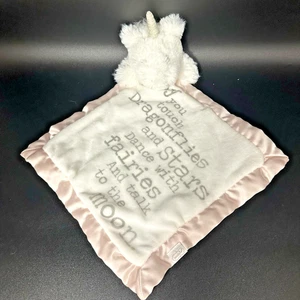 you
touch
Dragonflies
and Stars
Dance with
fairies
And talk
to the
moon